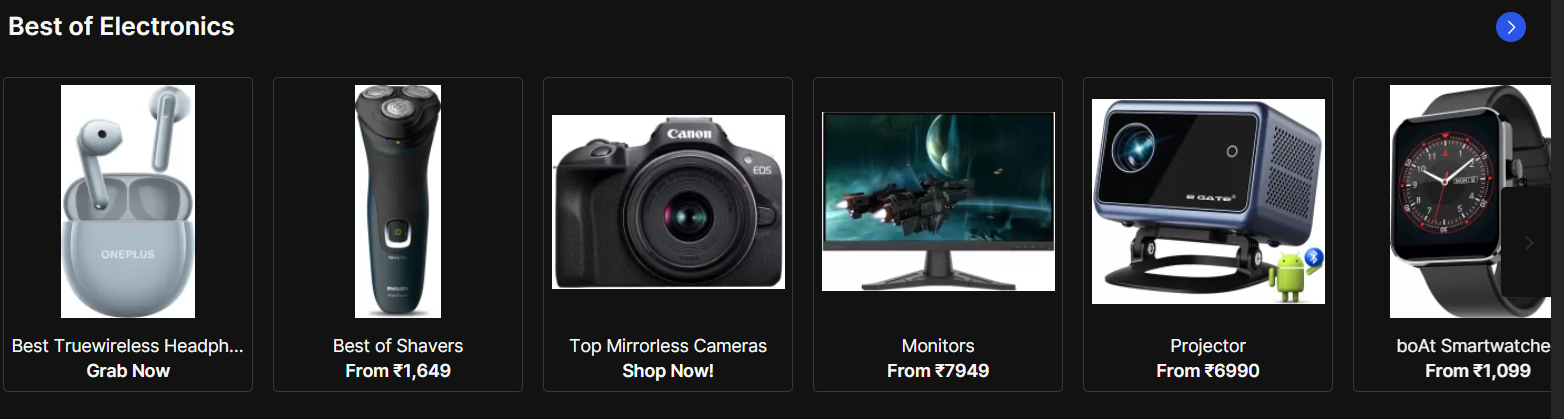 Best of Electronics
ONEPLUS
PHILIPS
Canon
EOS
EGATE
Best Truewireless Headph...
Grab Now
Best of Shavers
From ₹1,649
Top Mirrorless Cameras
Shop Now!
Monitors
From ₹7949
Projector
From ₹6990
boAt Smartwatche
From ₹1,099